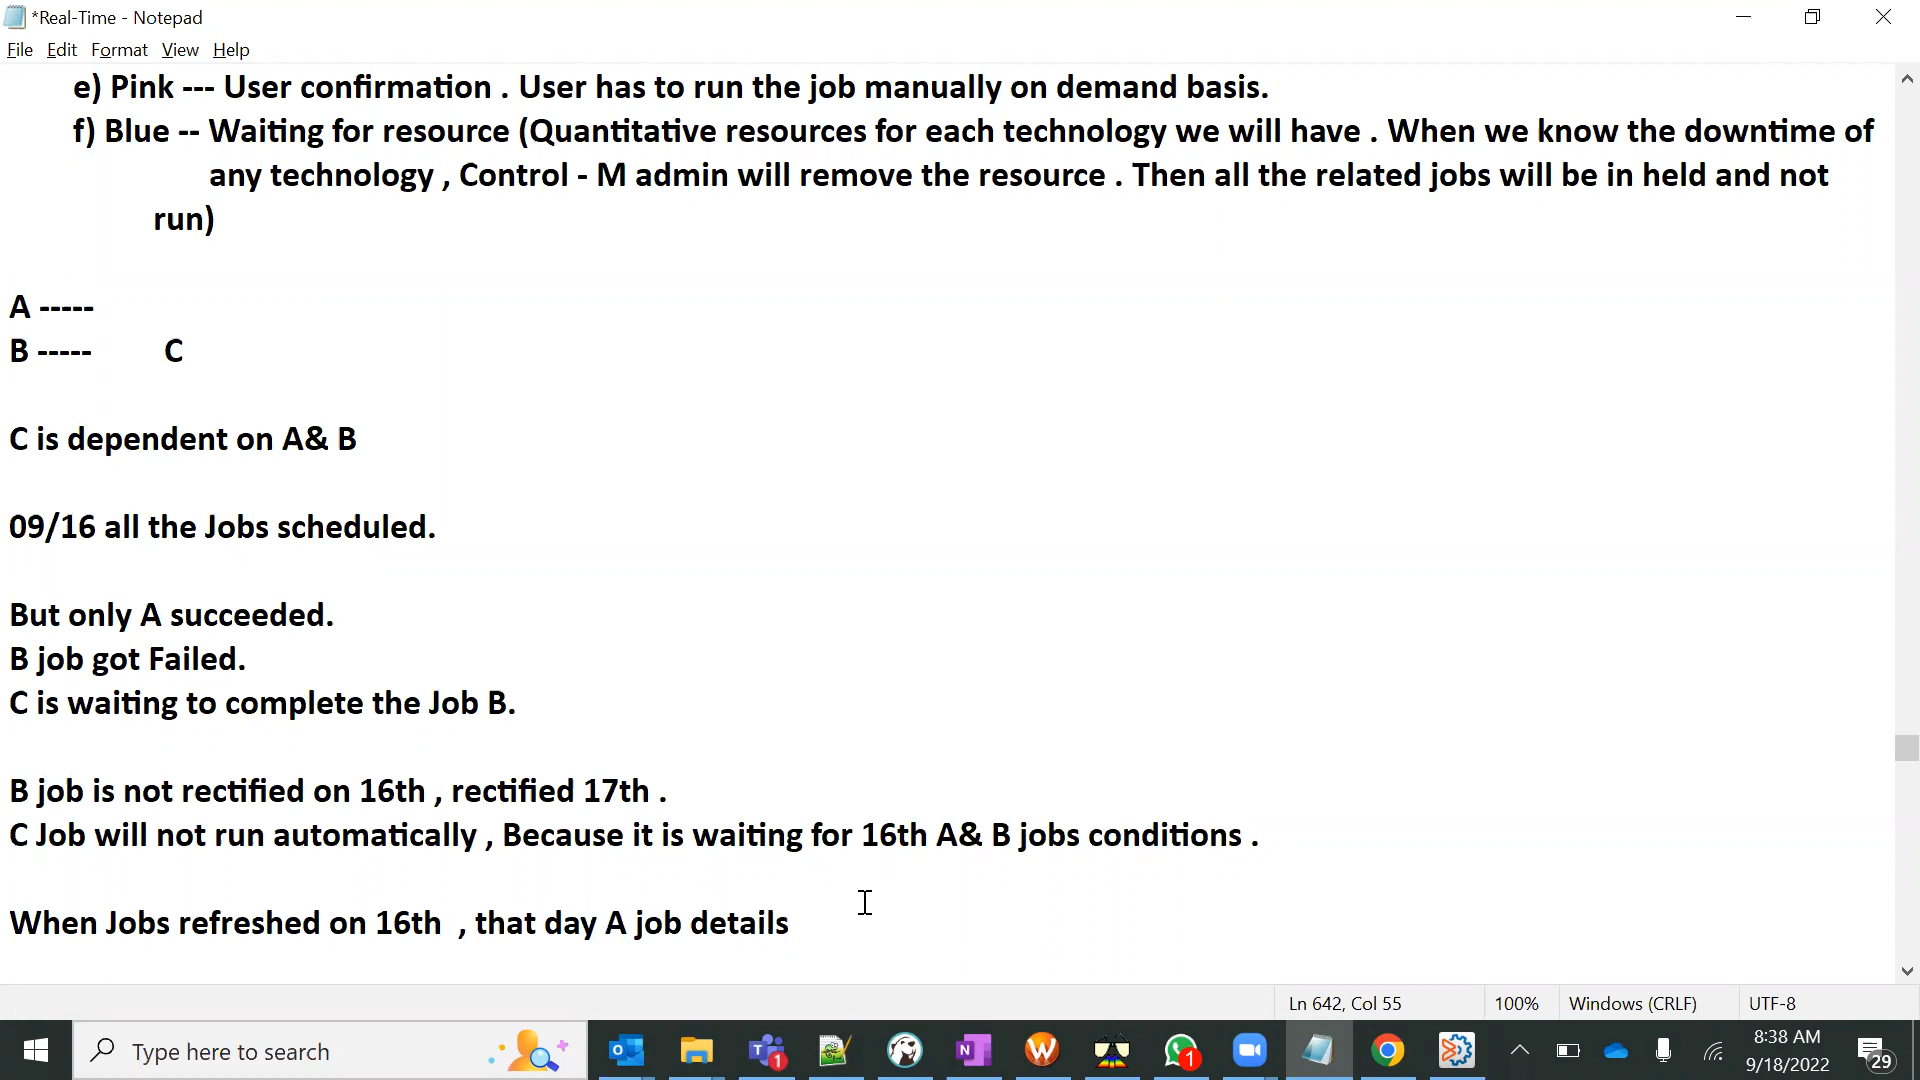 *Real-Time - Notepad
File Edit Format View Help
e) Pink --- User confirmation . User has to run the job manually on demand basis.
f) Blue -- Waiting for resource (Quantitative resources for each technology we will have . When we know the downtime of
any technology , Control - M admin will remove the resource . Then all the related jobs will be in held and not
run)
A -----
B ----- C
C is dependent on A& B
09/16 all the Jobs scheduled.
But only A succeeded.
B job got Failed.
C is waiting to complete the Job B.
B job is not rectified on 16th , rectified 17th .
C Job will not run automatically , Because it is waiting for 16th A& B jobs conditions .
When Jobs refreshed on 16th , that day A job details
Ln 642, Col 55 100% Windows (CRLF) UTF-8
Type here to search
1
1
8:38 AM
9/18/2022
29